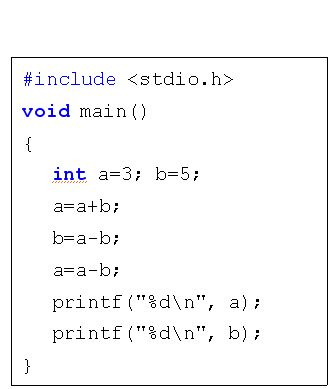 #include <stdio.h>
void main()
{
int a=3; b=5;
a=a+b;
b=a-b;
a=a-b;
printf("%d\n", a);
printf("%d\n", b);
}